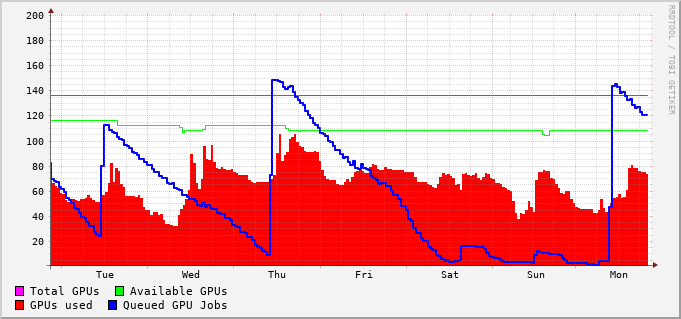 200
180
160
140
120
100
80
60
40
20
Tue Wed Thu Fri Sat Sun Mon
Total GPUs Available GPUs
GPUs used Queued GPU Jobs
RRDTOOL / TOBI OETIKER